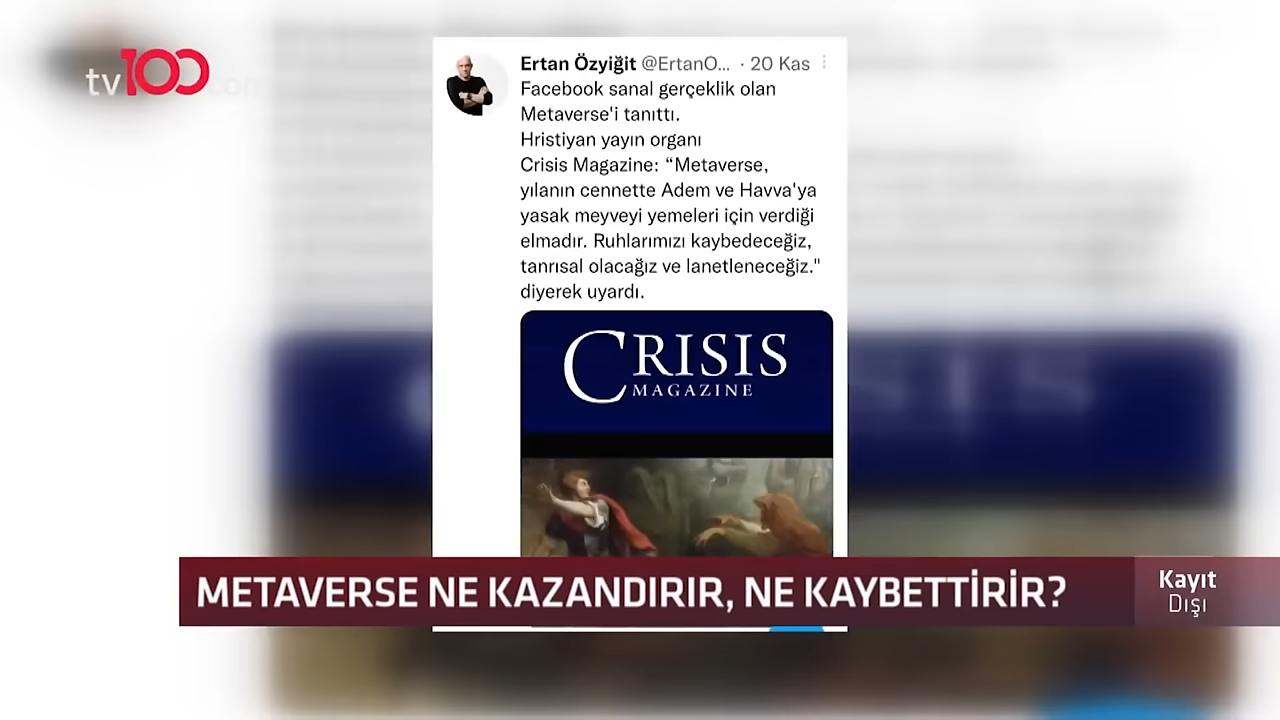 tv100
Ertan Özyiğit @ErtanO... · 20 Kas
Facebook sanal gerçeklik olan
Metaverse'i tanıttı.
Hristiyan yayın organı
Crisis Magazine: “Metaverse,
yılanın cennette Adem ve Havva'ya
yasak meyveyi yemeleri için verdiği
elmadır. Ruhlarımızı kaybedeceğiz,
tanrısal olacağız ve lanetleneceğiz."
diyerek uyardı.
CRISIS
MAGAZINE
METAVERSE NE KAZANDIRIR, NE KAYBETTİRİR?
Kayıt
Dışı